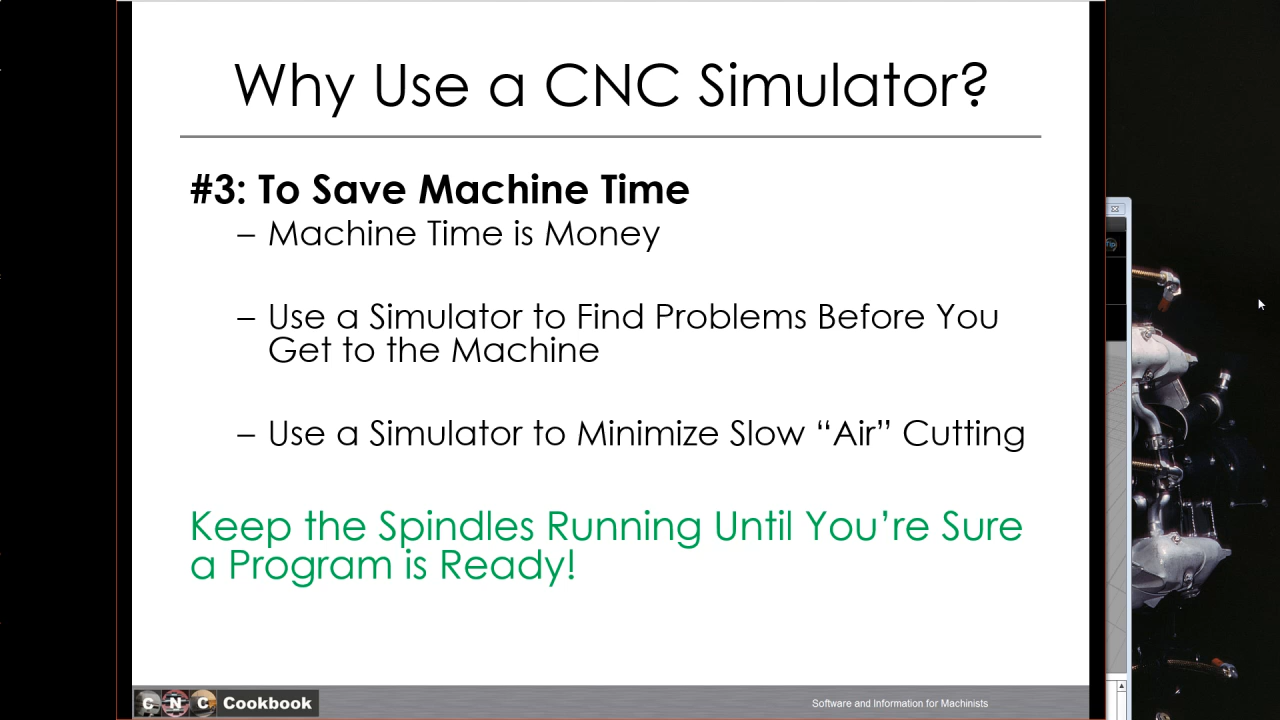 Why Use a CNC Simulator?
#3: To Save Machine Time
– Machine Time is Money
– Use a Simulator to Find Problems Before You
Get to the Machine
– Use a Simulator to Minimize Slow “Air” Cutting
Keep the Spindles Running Until You’re Sure
a Program is Ready!
C N C Cookbook
Software and Information for Machinists
Tip